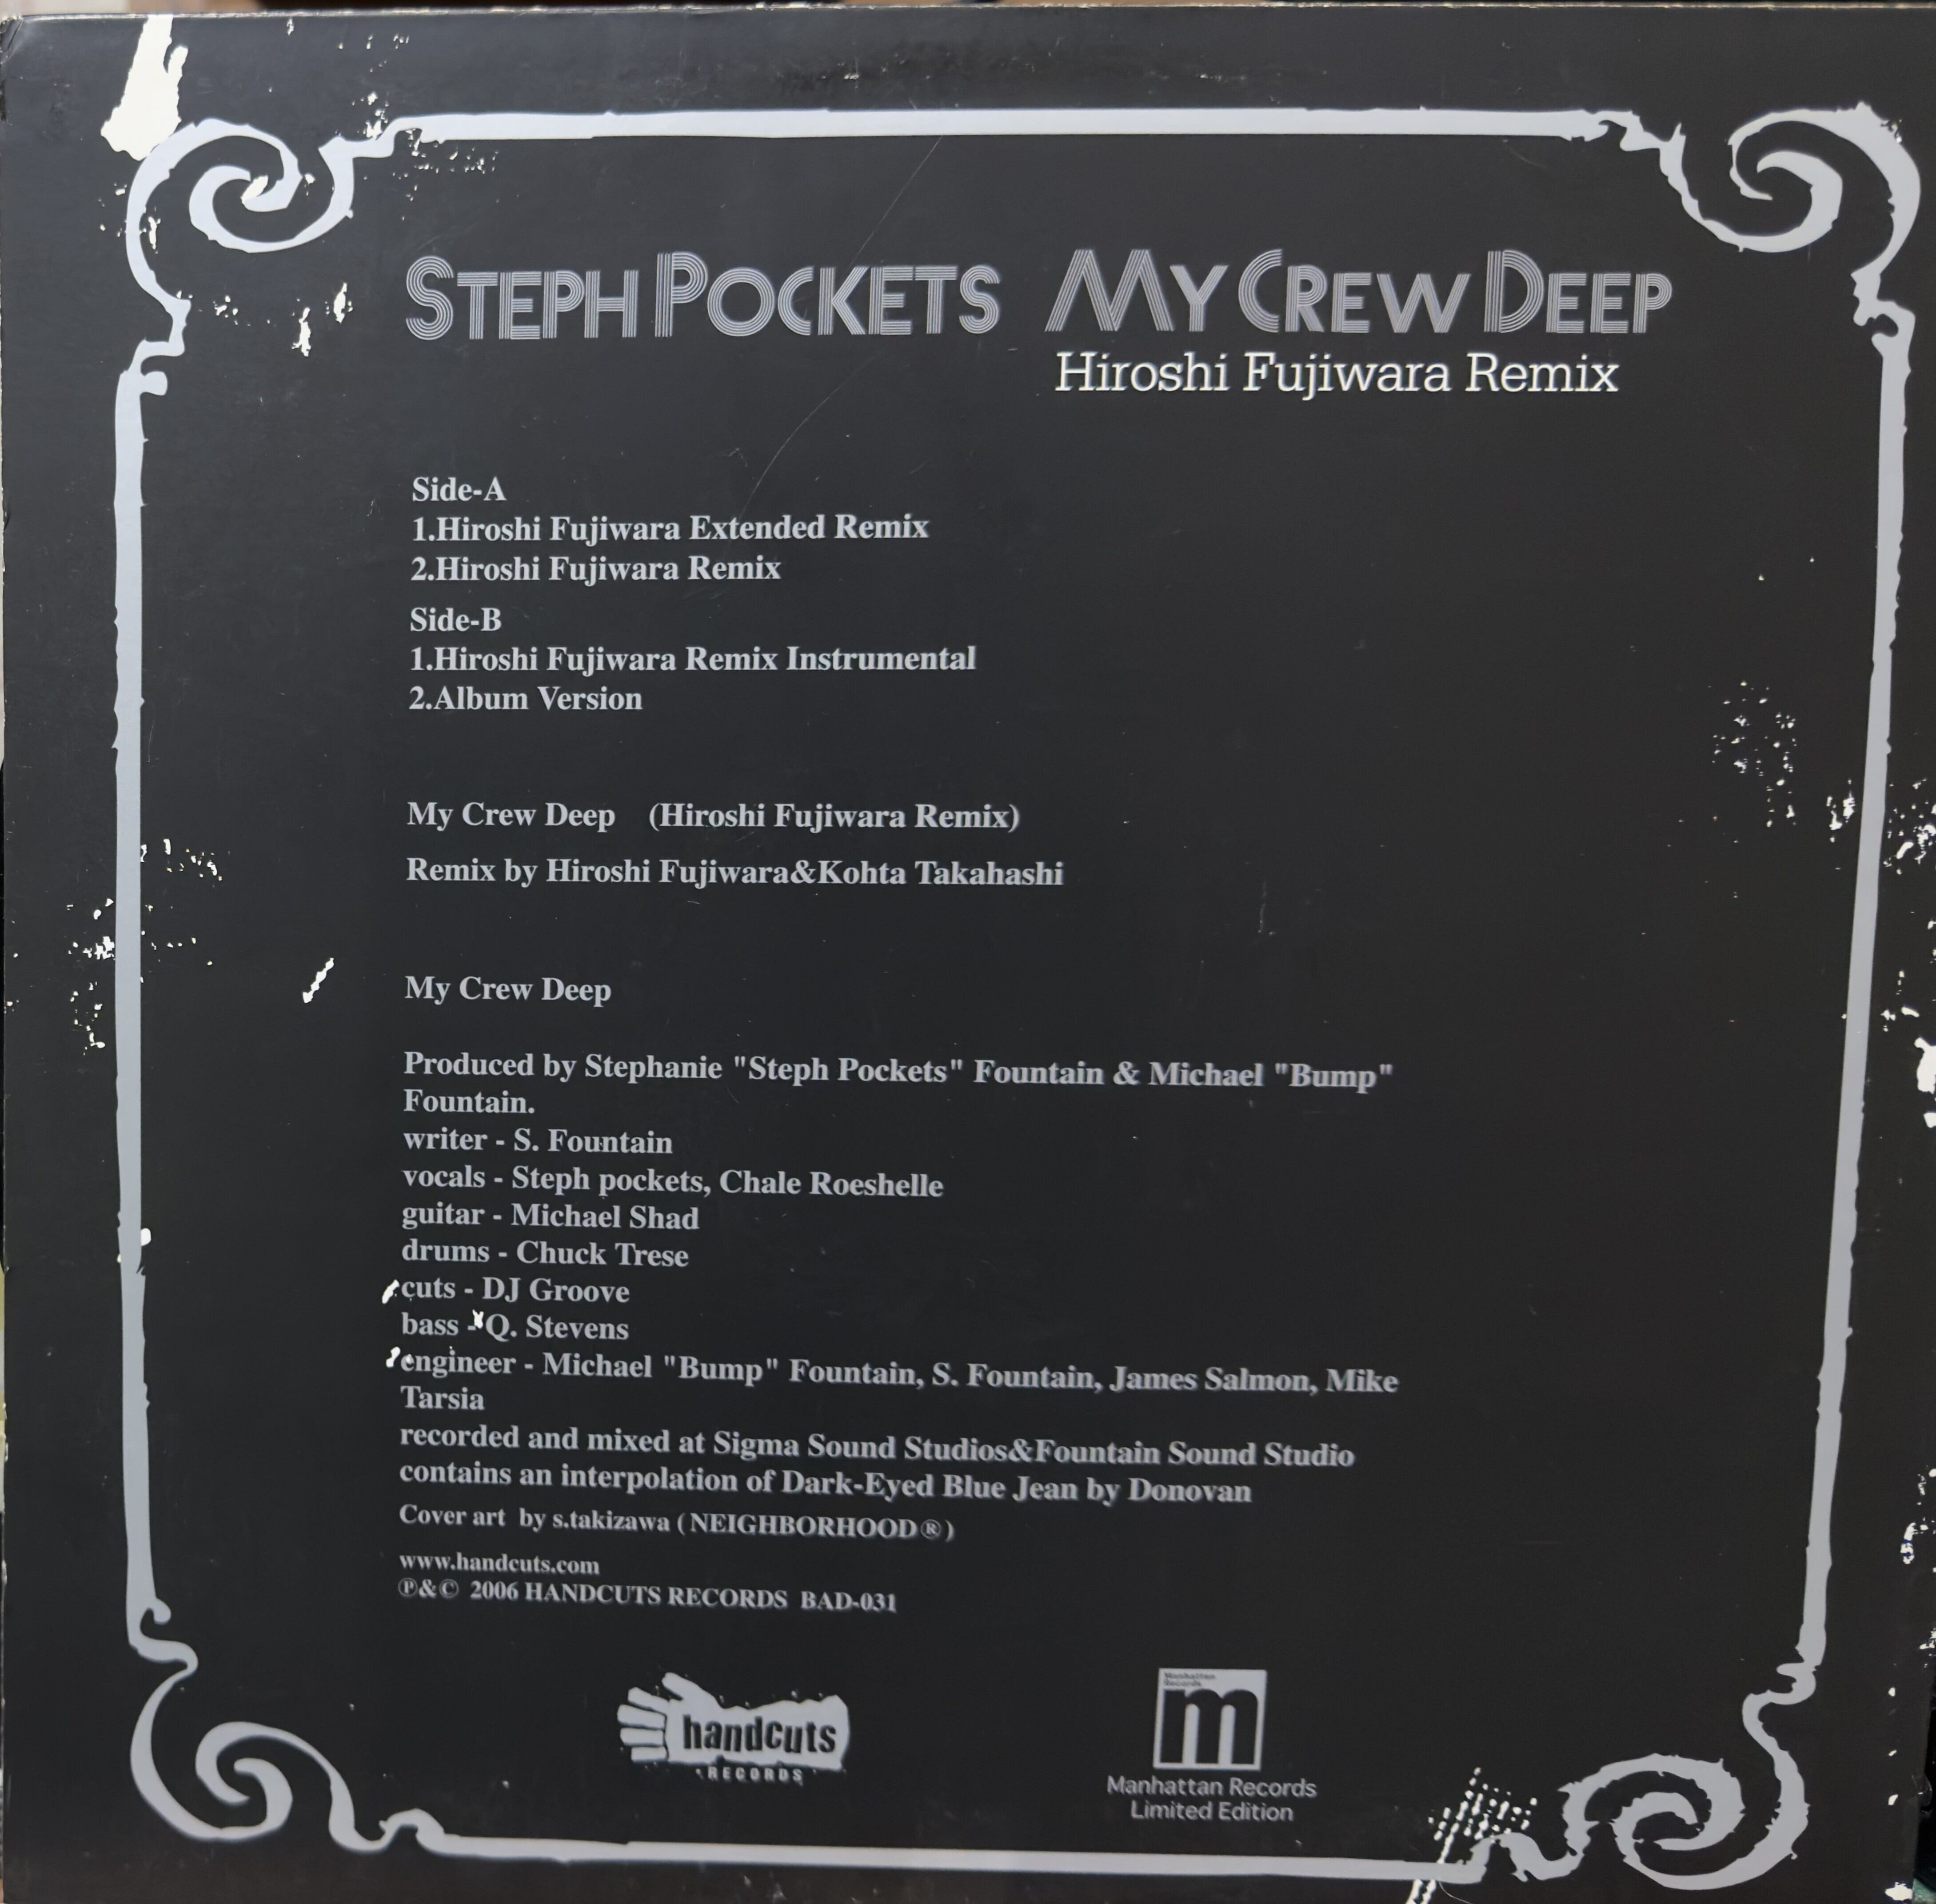 STEPH POCKETS MY CREW DEEP
Hiroshi Fujiwara Remix
Side-A
1.Hiroshi Fujiwara Extended Remix
2.Hiroshi Fujiwara Remix
Side-B
1.Hiroshi Fujiwara Remix Instrumental
2.Album Version
My Crew Deep (Hiroshi Fujiwara Remix)
Remix by Hiroshi Fujiwara&Kohta Takahashi
My Crew Deep
Produced by Stephanie "Steph Pockets" Fountain & Michael "Bump"
Fountain.
writer - S. Fountain
vocals - Steph pockets, Chale Roeshelle
guitar - Michael Shad
drums - Chuck Trese
cuts - DJ Groove
bass - Q. Stevens
engineer - Michael "Bump" Fountain, S. Fountain, James Salmon, Mike
Tarsia
recorded and mixed at Sigma Sound Studios&Fountain Sound Studio
contains an interpolation of Dark-Eyed Blue Jean by Donovan
Cover art by s.takizawa ( NEIGHBORHOOD® )
www.handcuts.com
℗&© 2006 HANDCUTS RECORDS BAD-031
handcuts
RECORDS
Manhattan
Records
m
Manhattan Records
Limited Edition